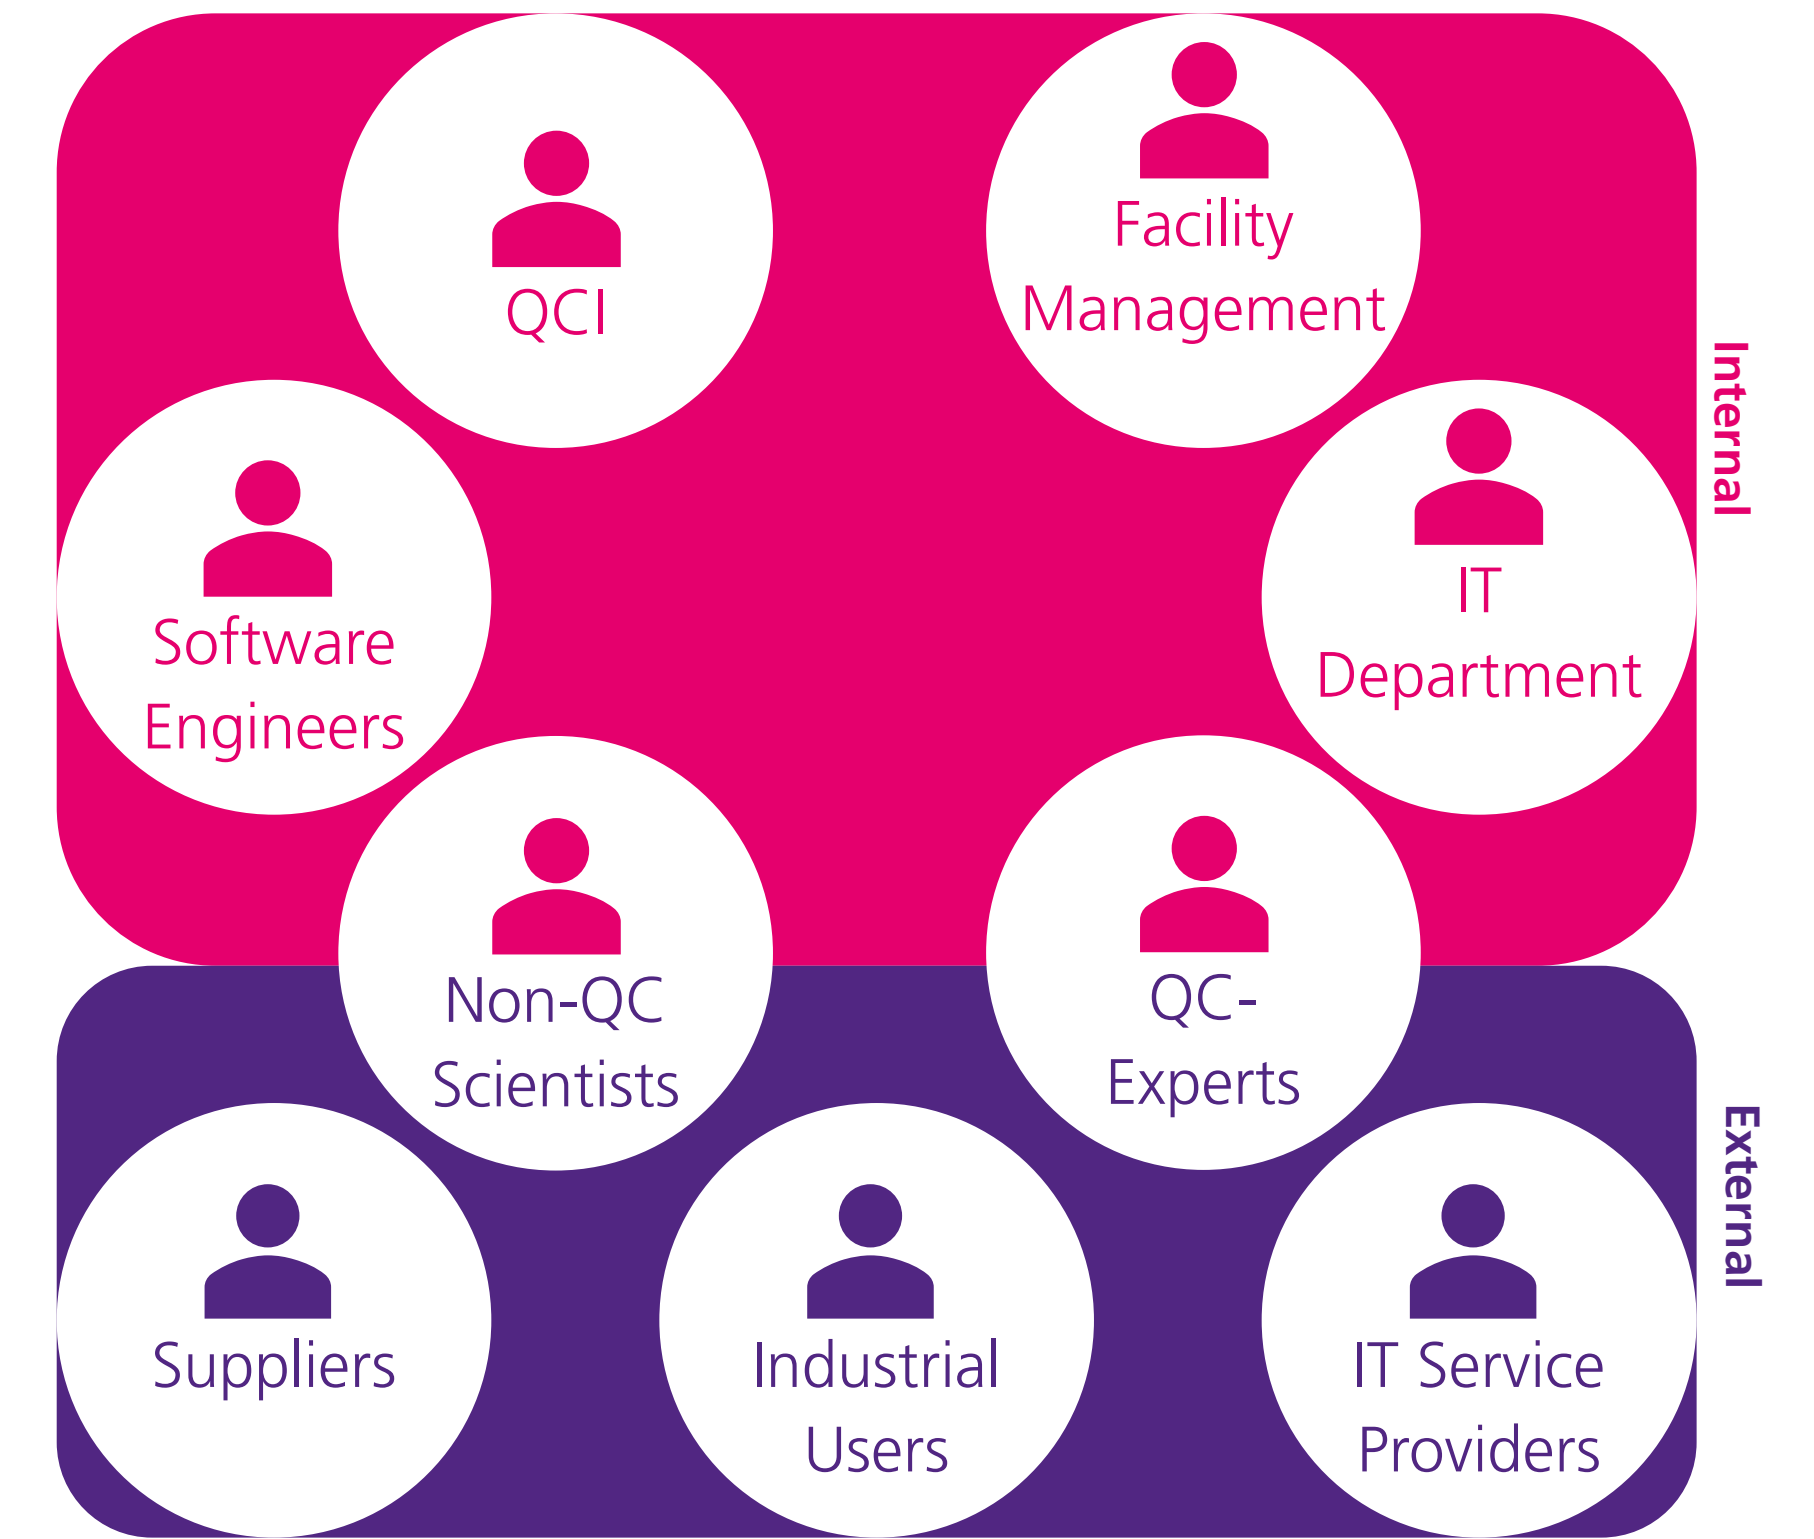 QCI
Facility
Management
Internal
Software
Engineers
IT
Department
Non-QC
Scientists
QC-
Experts
External
Suppliers
Industrial
Users
IT Service
Providers